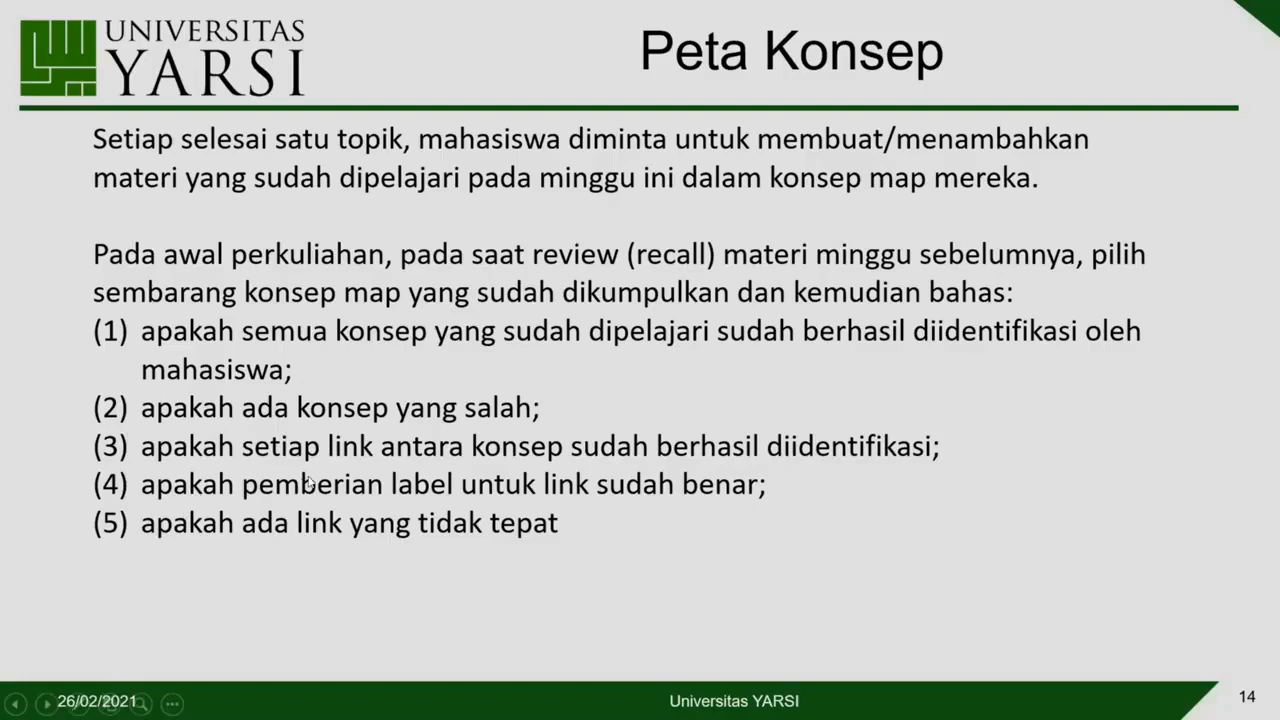 UNIVERSITAS
YARSI
Peta Konsep
Setiap selesai satu topik, mahasiswa diminta untuk membuat/menambahkan
materi yang sudah dipelajari pada minggu ini dalam konsep map mereka.
Pada awal perkuliahan, pada saat review (recall) materi minggu sebelumnya, pilih
sembarang konsep map yang sudah dikumpulkan dan kemudian bahas:
(1) apakah semua konsep yang sudah dipelajari sudah berhasil diidentifikasi oleh
mahasiswa;
(2) apakah ada konsep yang salah;
(3) apakah setiap link antara konsep sudah berhasil diidentifikasi;
(4) apakah pemberian label untuk link sudah benar;
(5) apakah ada link yang tidak tepat
26/02/2021
Universitas YARSI
14